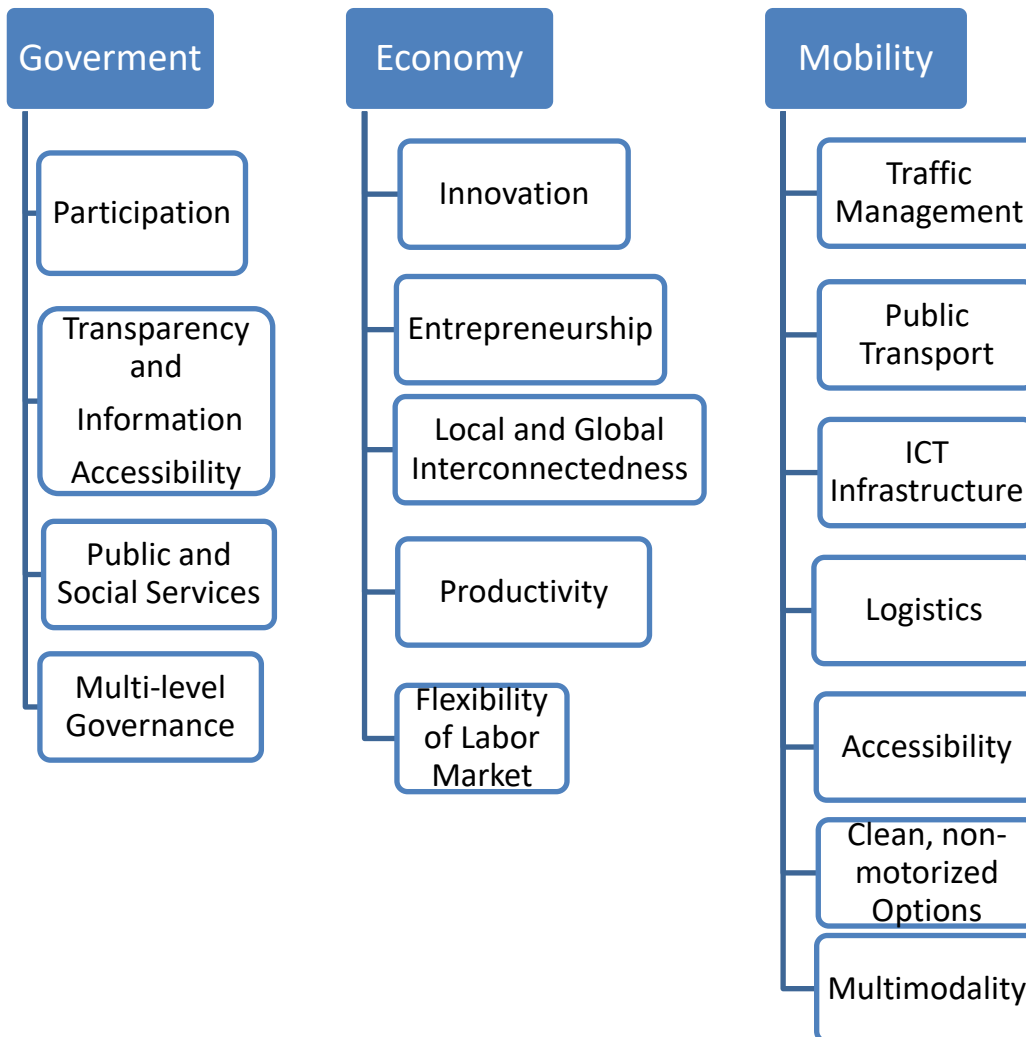 Goverment
Participation
Transparency
and
Information
Accessibility
Public and
Social Services
Multi-level
Governance
Economy
Innovation
Entrepreneurship
Local and Global
Interconnectedness
Productivity
Flexibility
of Labor
Market
Mobility
Traffic
Management
Public
Transport
ICT
Infrastructure
Logistics
Accessibility
Clean, non-
motorized
Options
Multimodality